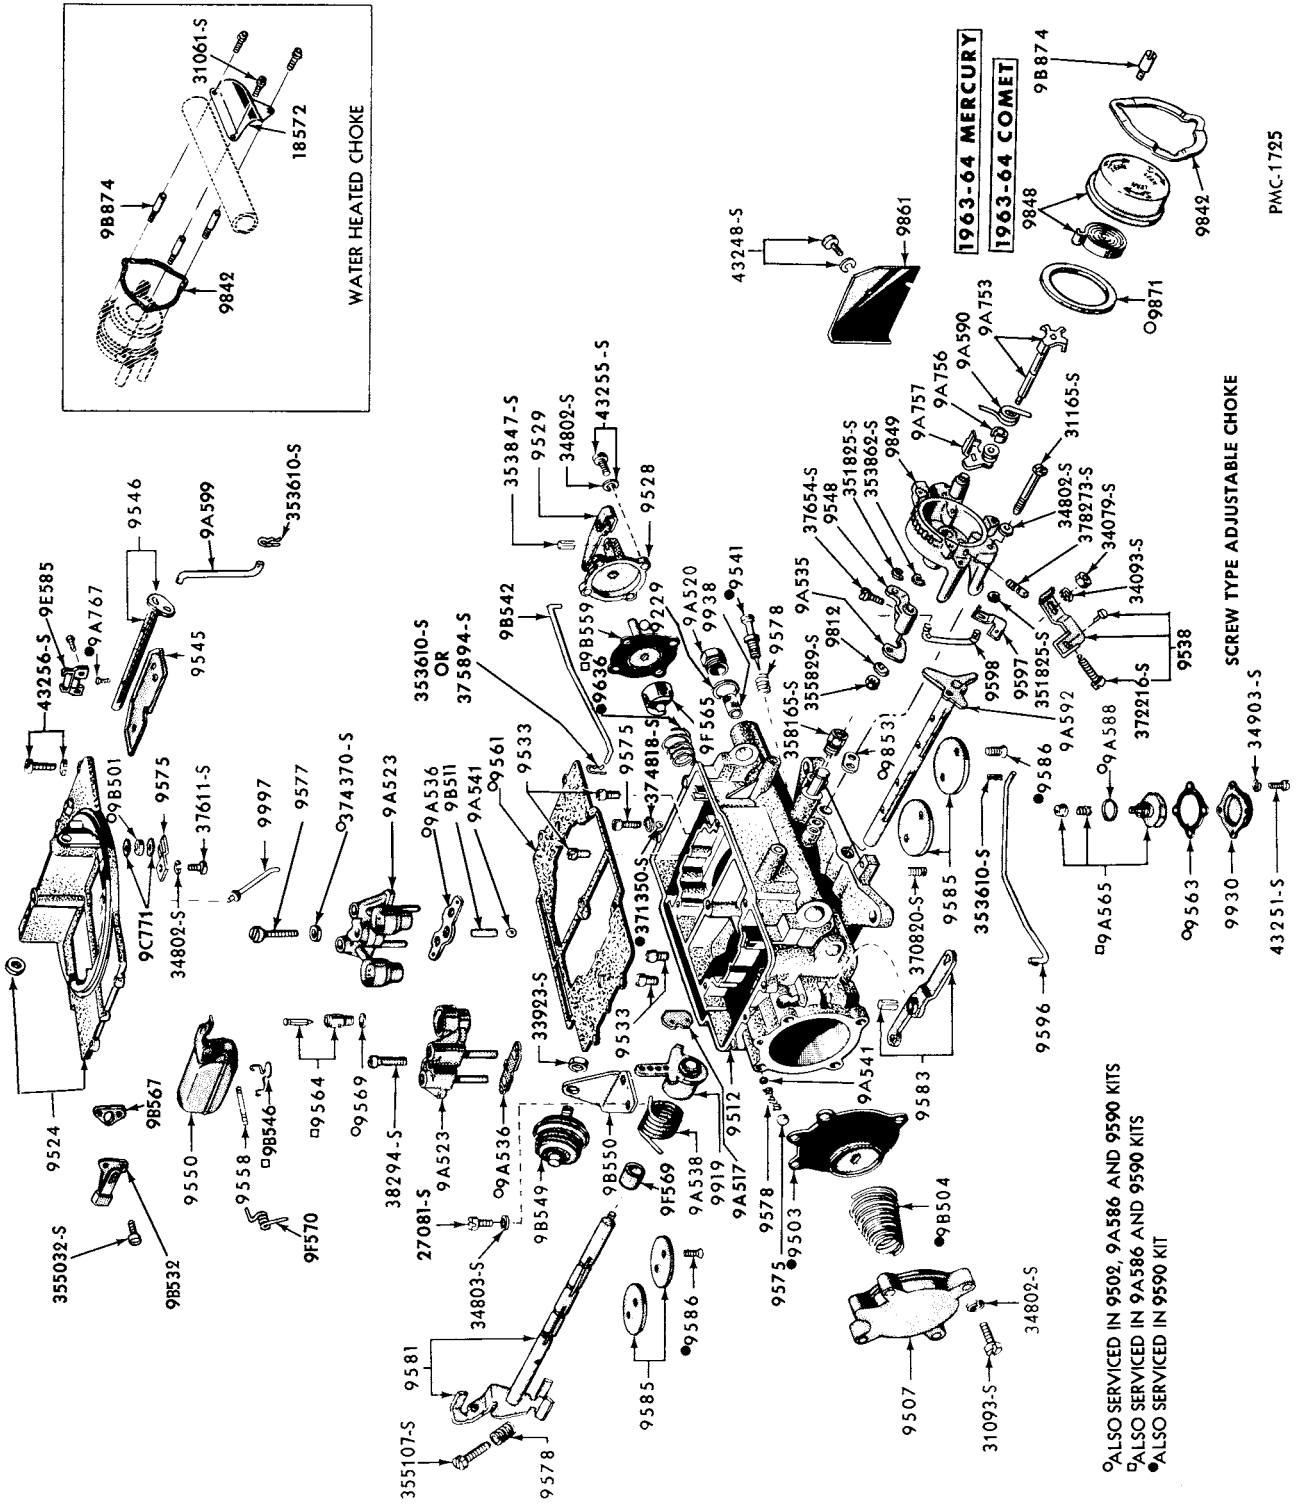 355032-S
9B532
9524
9B567
9550
9558
9F570
□9B546
□9564
○9569
38294-S
9A523
○9A536
27081-S
34803-S
9581
355107-S
9578
43256-S
9E585
●9A767
9546
9A599
353610-S
9545
○9B501
9575
37611-S
9C771
34802-S
9997
9577
○374370-S
9A523
○9A536
9B511
9A541
○9561
9533
9575
●374818-S
●371350-S
9B874
31061-S
18572
9842
WATER HEATED CHOKE
353847-S
9529
34802-S
43255-S
9528
9B542
□9B559
353610-S
OR
375894-S
●9636
9F565
○9229
9A520
9938
●9541
9578
33923-S
9533
9B549
9B550
9F569
9A538
9919
9A517
9512
9585
●9586
9578
9A541
9575
●9503
●9B504
9507
31093-S
34802-S
9583
370820-S
9585
353610-S
9596
●9586
9A592
○9853
358165-S
355829-S
9812
9A535
9548
37654-S
351825-S
353862-S
9849
9A757
9A756
9A590
9A753
31165-S
34802-S
378273-S
34079-S
34093-S
9538
372216-S
351825-S
9597
9598
SCREW TYPE ADJUSTABLE CHOKE
43248-S
9861
1963-64 MERCURY
1963-64 COMET
9848
9B874
9842
○9871
○9A588
□9A565
○9563
9930
43251-S
34903-S
○ALSO SERVICED IN 9502, 9A586 AND 9590 KITS
□ALSO SERVICED IN 9A586 AND 9590 KITS
●ALSO SERVICED IN 9590 KIT
PMC-1725